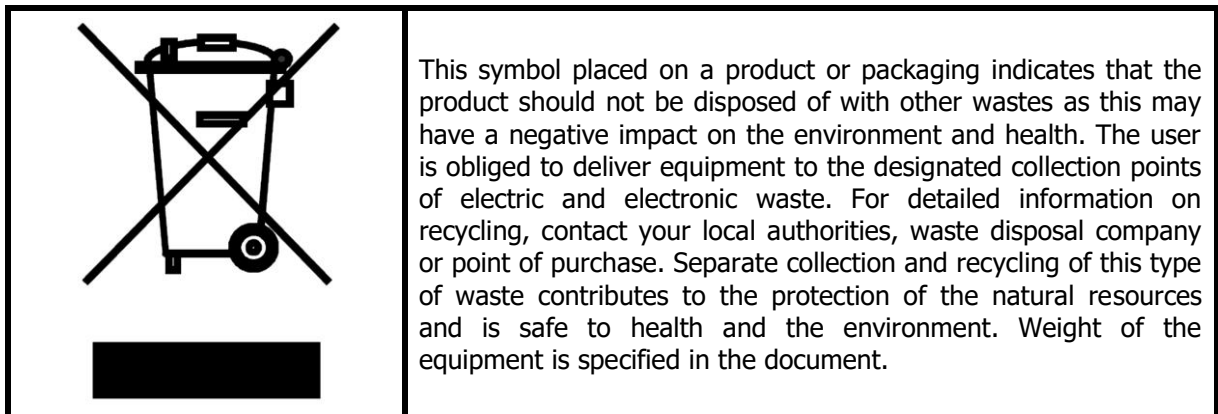 This symbol placed on a product or packaging indicates that the
product should not be disposed of with other wastes as this may
have a negative impact on the environment and health. The user
is obliged to deliver equipment to the designated collection points
of electric and electronic waste. For detailed information on
recycling, contact your local authorities, waste disposal company
or point of purchase. Separate collection and recycling of this type
of waste contributes to the protection of the natural resources
and is safe to health and the environment. Weight of the
equipment is specified in the document.